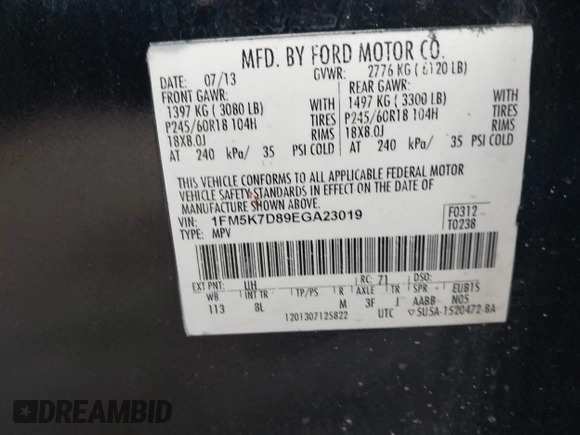 MFD. BY FORD MOTOR CO.
DATE: 07/13 GVWR: 2776 KG ( 6120 LB)
FRONT GAWR: REAR GAWR:
1397 KG ( 3080 LB) WITH 1497 KG ( 3300 LB) WITH
P245/60R18 104H TIRES P245/60R18 104H TIRES
18X8.0J RIMS 18X8.0J RIMS
AT 240 kPa/ 35 PSI COLD AT 240 kPa/ 35 PSI COLD
THIS VEHICLE CONFORMS TO ALL APPLICABLE FEDERAL MOTOR
VEHICLE SAFETY STANDARDS IN EFFECT ON THE DATE OF
MANUFACTURE SHOWN ABOVE.
VIN: 1FM5K7D89EGA23019 F0312
TYPE: MPV T0238
EXT PNT: UH RC: 71 DSO:
WB INT TR TP/PS R AXLE TR SPR EUB15
113 8L M 3F J AABB N05
1201307125822 UTC ▽5U5A-1520472-BA
DREAMBID